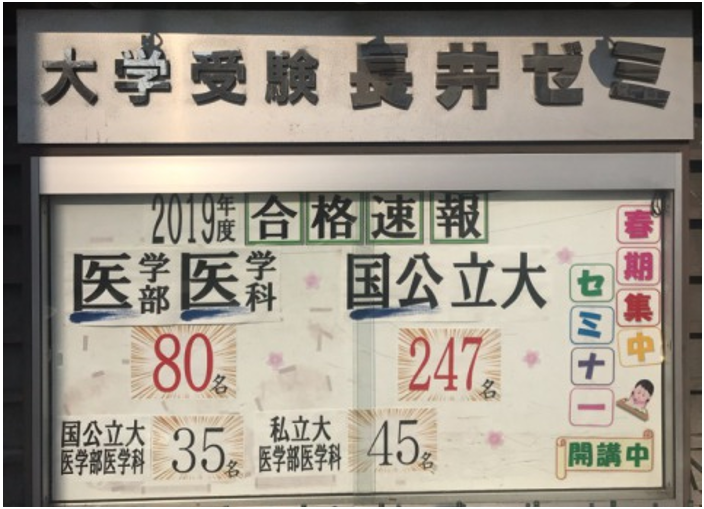 大学受験 長井ゼミ
2019年度 合格速報
医学部医学科
80名
国公立大
247名
国公立大
医学部医学科
35名
私立大
医学部医学科
45名
春期集中
セミナー
開講中